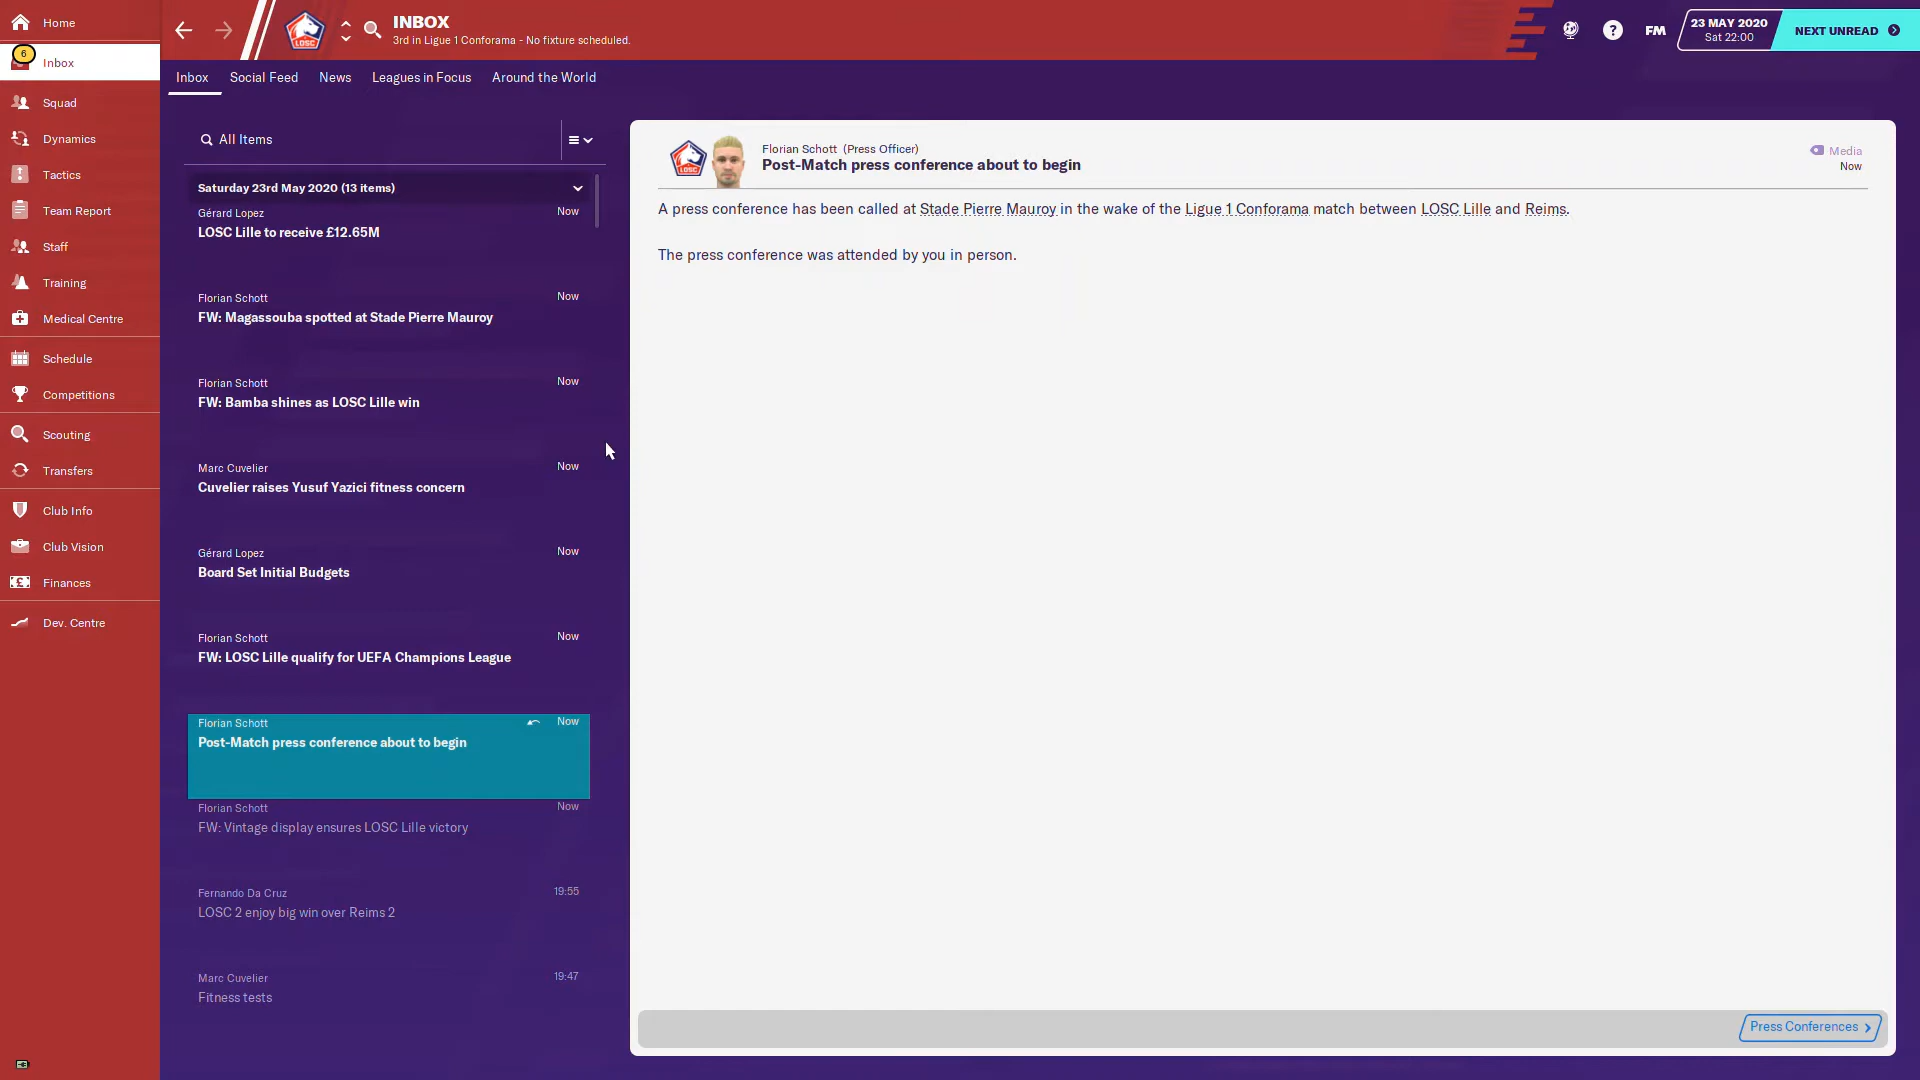 Home
6
Inbox
Squad
Dynamics
Tactics
Team Report
Staff
Training
Medical Centre
Schedule
Competitions
Scouting
Transfers
Club Info
Club Vision
Finances
Dev. Centre
LOSC
INBOX
3rd in Ligue 1 Conforama - No fixture scheduled.
?
FM
23 MAY 2020
Sat 22:00
NEXT UNREAD
Inbox
Social Feed
News
Leagues in Focus
Around the World
All Items
Saturday 23rd May 2020 (13 items)
Gérard Lopez
Now
LOSC Lille to receive £12.65M
Florian Schott
Now
FW: Magassouba spotted at Stade Pierre Mauroy
Florian Schott
Now
FW: Bamba shines as LOSC Lille win
Marc Cuvelier
Now
Cuvelier raises Yusuf Yazici fitness concern
Gérard Lopez
Now
Board Set Initial Budgets
Florian Schott
Now
FW: LOSC Lille qualify for UEFA Champions League
Florian Schott
Now
Post-Match press conference about to begin
Florian Schott
Now
FW: Vintage display ensures LOSC Lille victory
Fernando Da Cruz
19:55
LOSC 2 enjoy big win over Reims 2
Marc Cuvelier
19:47
Fitness tests
LOSC
Florian Schott (Press Officer)
Post-Match press conference about to begin
Media
Now
A press conference has been called at Stade Pierre Mauroy in the wake of the Ligue 1 Conforama match between LOSC Lille and Reims.
The press conference was attended by you in person.
Press Conferences